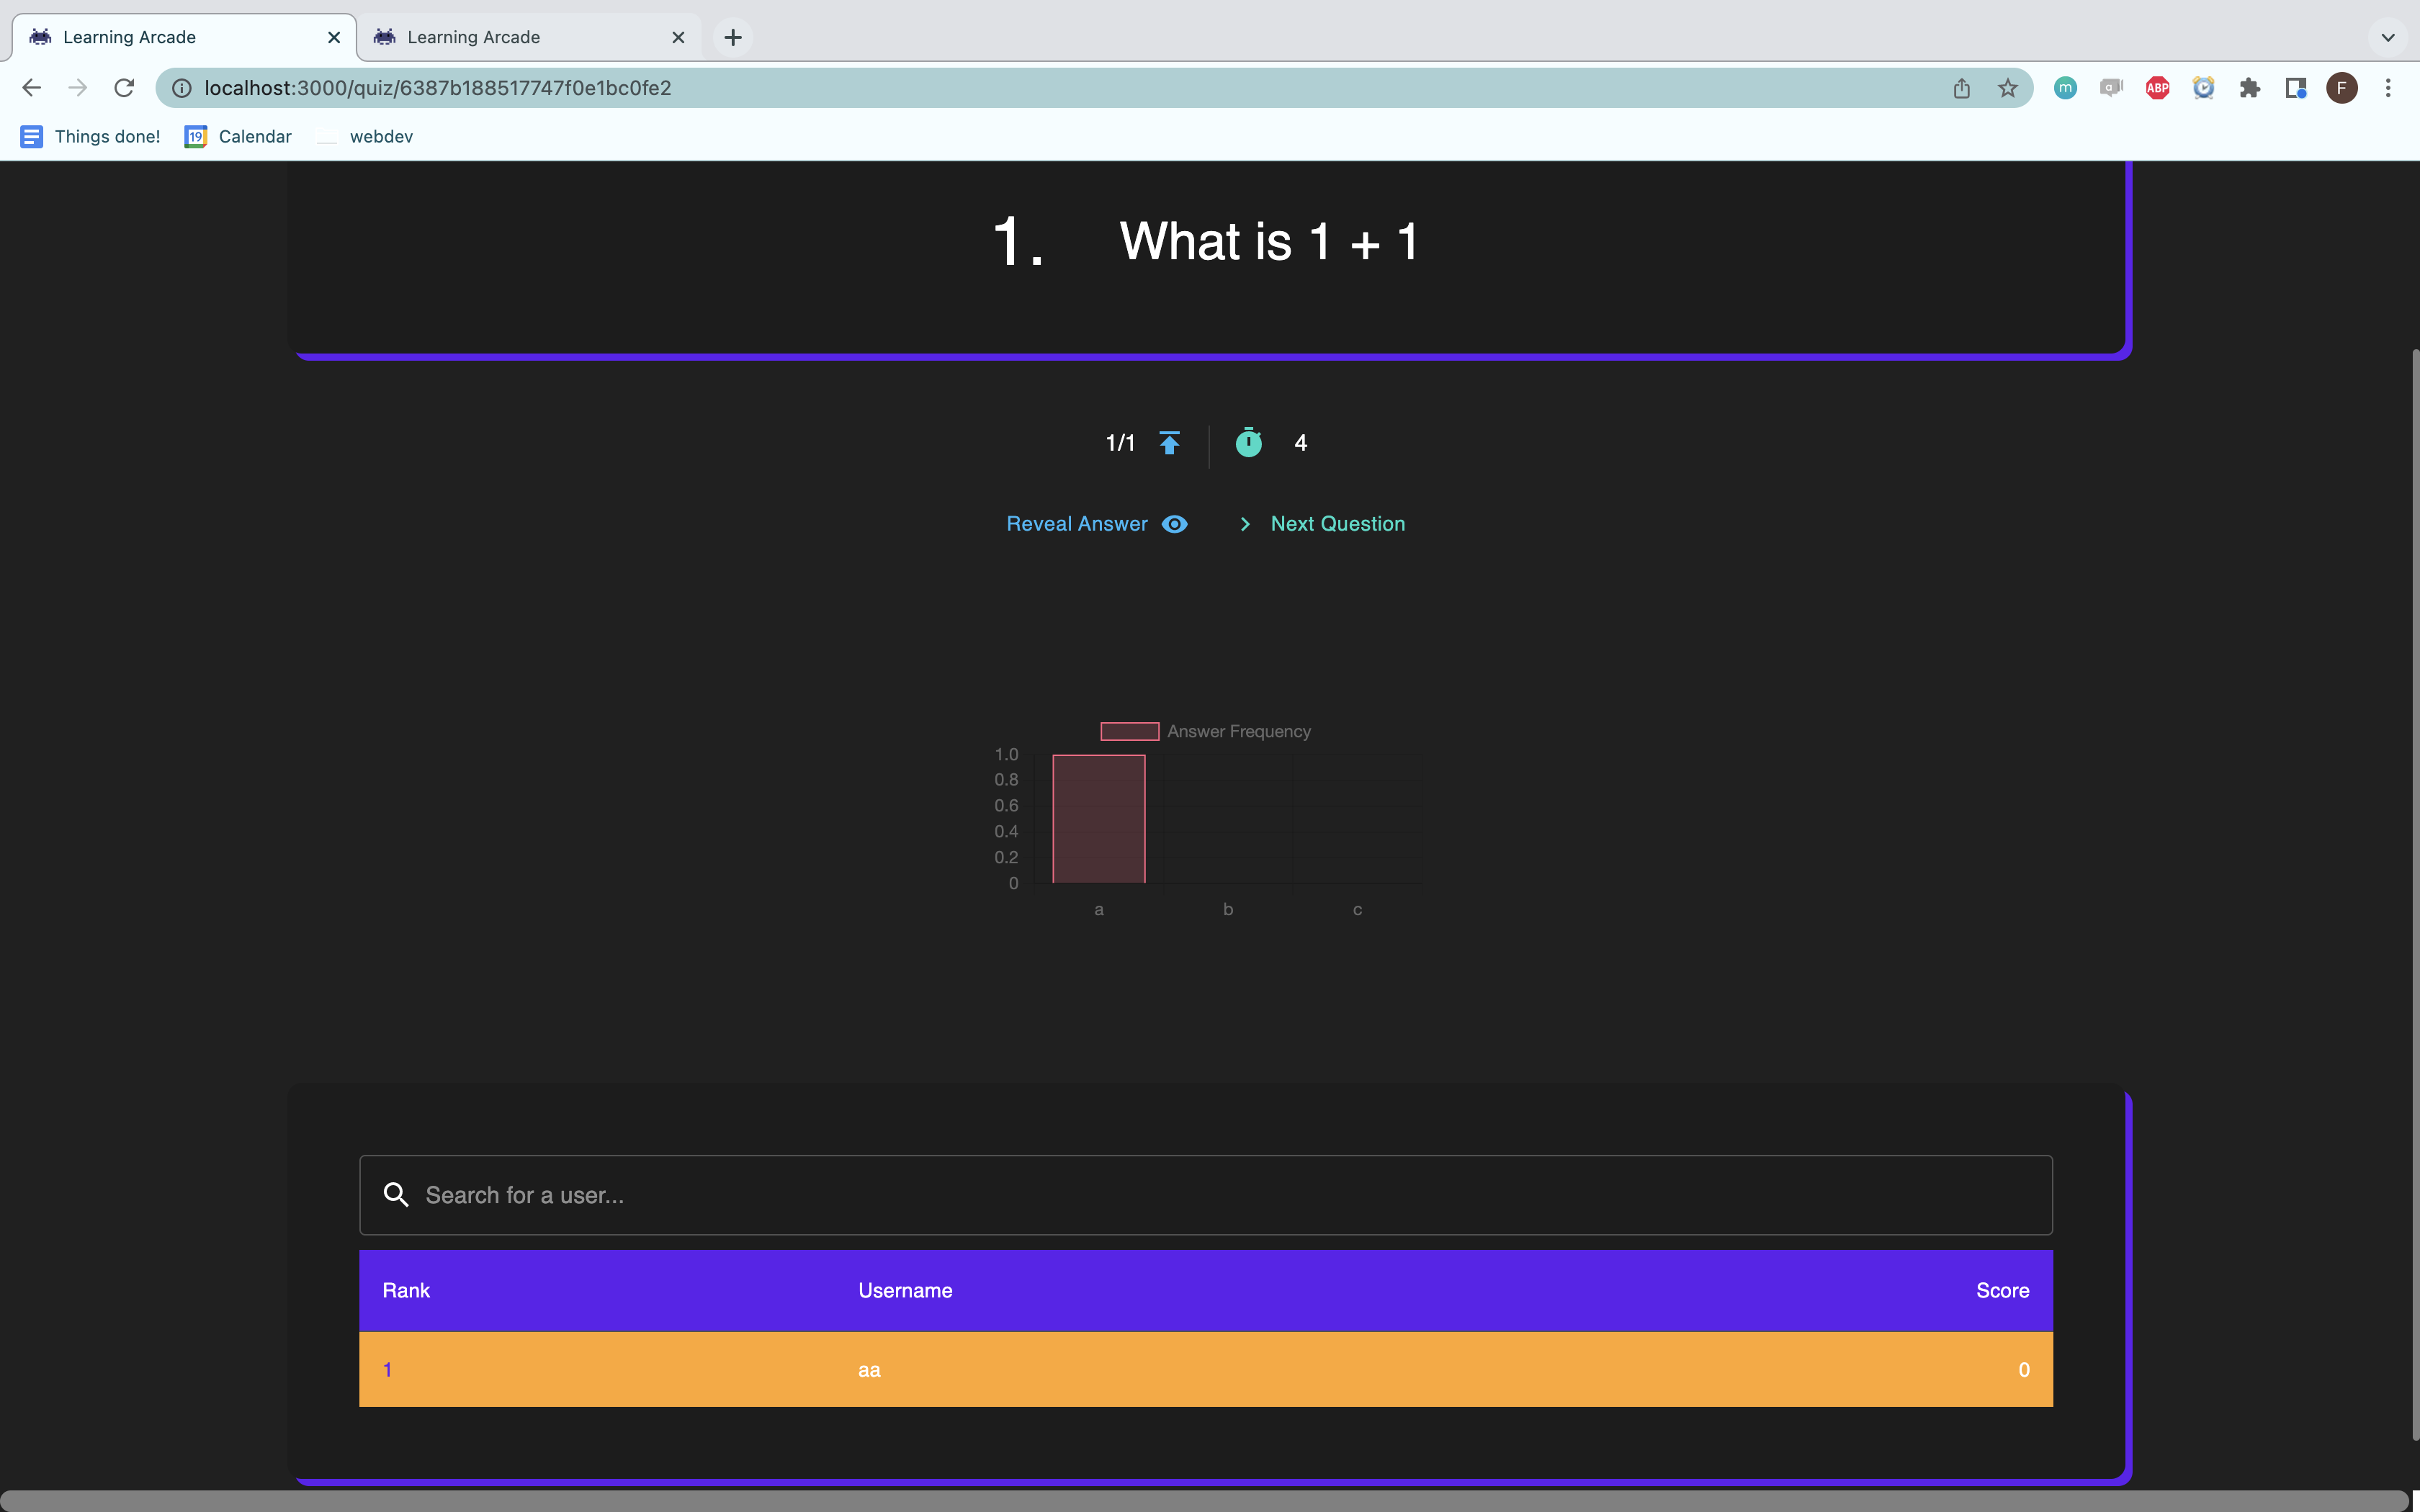 Learning Arcade
Learning Arcade
localhost:3000/quiz/6387b188517747f0e1bc0fe2
m
a
ABP
F
Things done!
19
Calendar
webdev
1. What is 1 + 1
1/1
4
Reveal Answer
Next Question
Answer Frequency
1.0
0.8
0.6
0.4
0.2
0
a b c
Search for a user...
Rank Username Score
1 aa 0